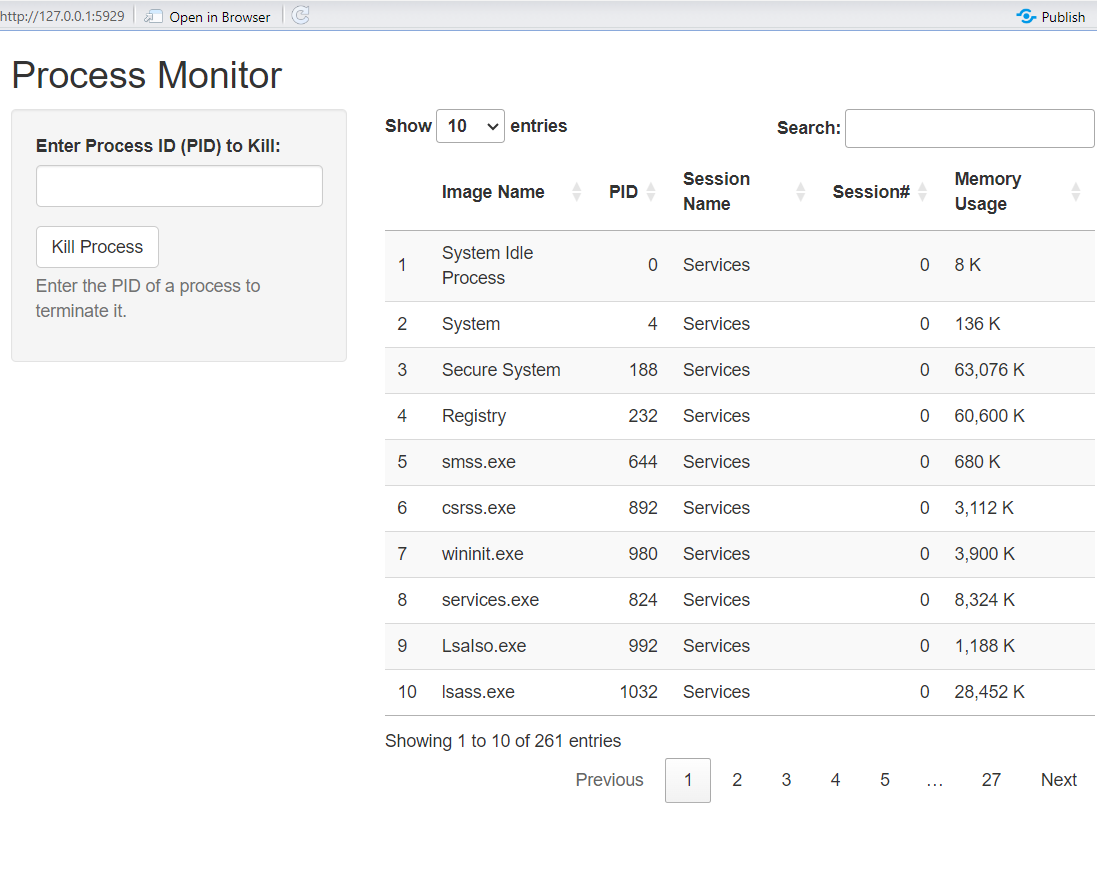 http://127.0.0.1:5929 Open in Browser Publish
Process Monitor
Enter Process ID (PID) to Kill:
Kill Process
Enter the PID of a process to
terminate it.
Show 10 entries Search:
Image Name PID Session Name Session# Memory Usage
1 System Idle Process 0 Services 0 8 K
2 System 4 Services 0 136 K
3 Secure System 188 Services 0 63,076 K
4 Registry 232 Services 0 60,600 K
5 smss.exe 644 Services 0 680 K
6 csrss.exe 892 Services 0 3,112 K
7 wininit.exe 980 Services 0 3,900 K
8 services.exe 824 Services 0 8,324 K
9 LsaIso.exe 992 Services 0 1,188 K
10 lsass.exe 1032 Services 0 28,452 K
Showing 1 to 10 of 261 entries
Previous 1 2 3 4 5 … 27 Next